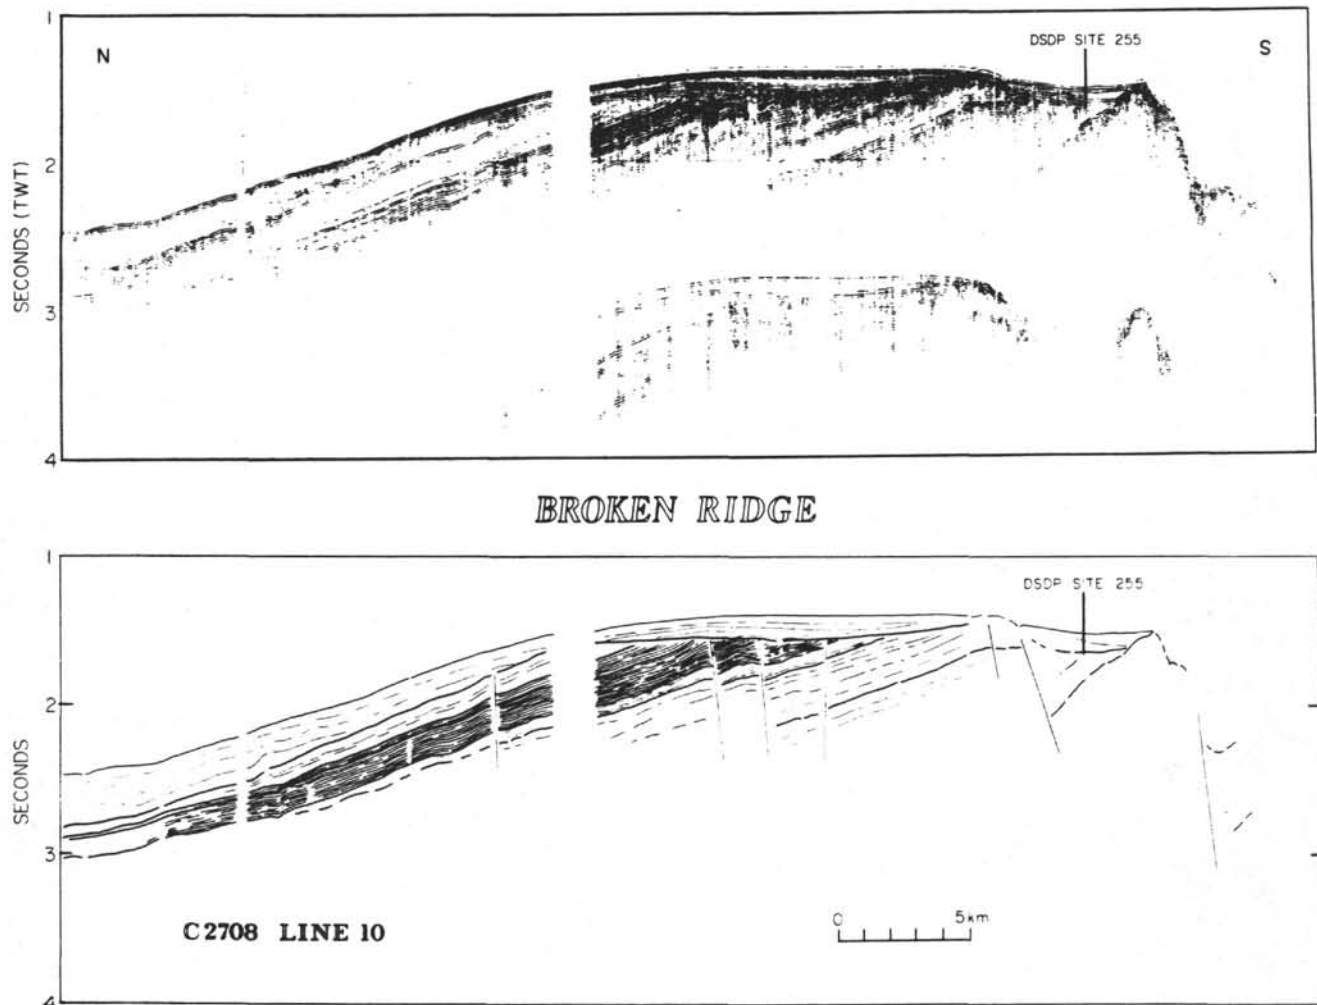 1
N
DSDP SITE 255
S
2
SECONDS (TWT)
3
4
BROKEN RIDGE
1
DSDP SITE 255
2
SECONDS
3
0 5km
C2708 LINE 10
4